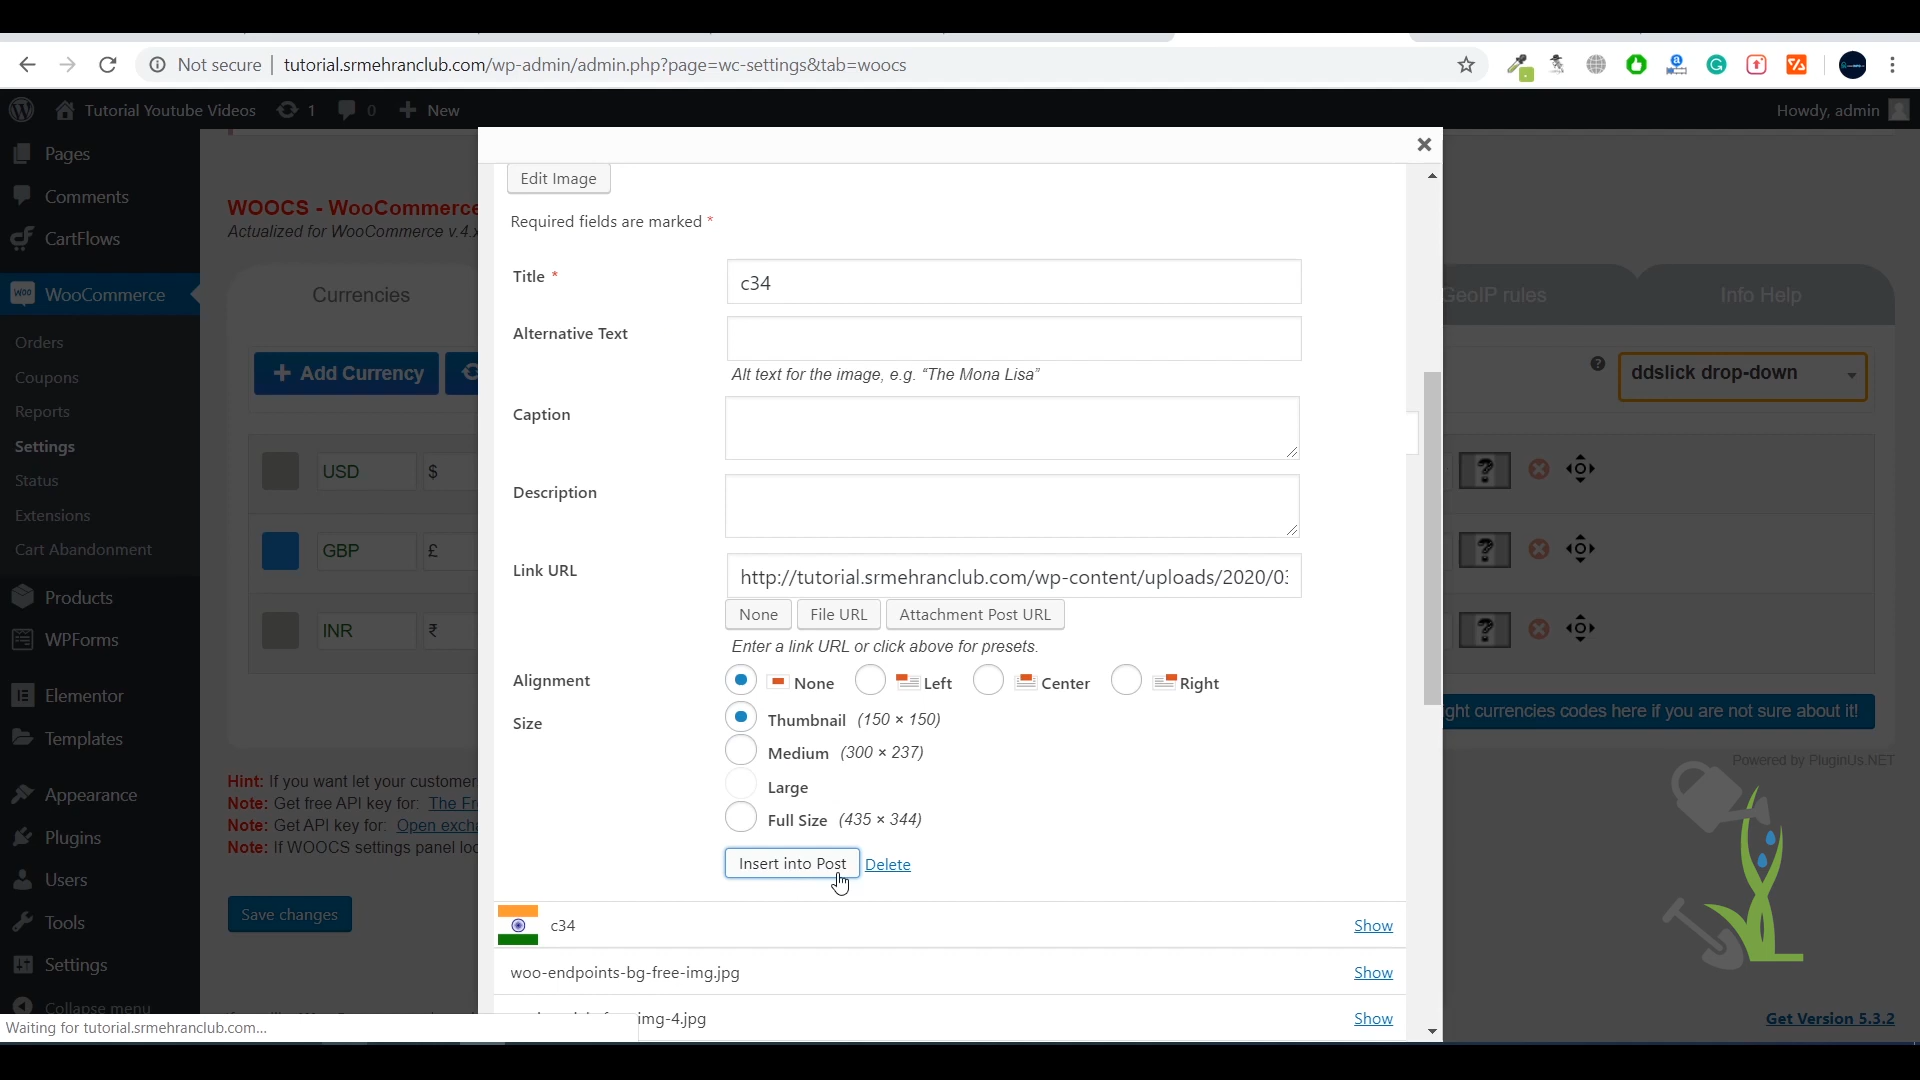 Not secure | tutorial.srmehranclub.com/wp-admin/admin.php?page=wc-settings&tab=woocs
Tutorial Youtube Videos 1 0 New
Howdy, admin
Pages
Comments
CartFlows
WooCommerce
Orders
Coupons
Reports
Settings
Status
Extensions
Cart Abandonment
Products
WPForms
Elementor
Templates
Appearance
Plugins
Users
Tools
Settings
Collapse menu
Waiting for tutorial.srmehranclub.com...
WOOCS - WooCommerce
Actualized for WooCommerce v.4.x
Currencies
Add Currency
USD $
GBP £
INR ₹
Hint: If you want let your customer
Note: Get free API key for: The
Note: Get API key for: Open
Note: If WOOCS settings panel
Save changes
Edit Image
Required fields are marked *
Title *
c34
Alternative Text
Alt text for the image, e.g. “The Mona Lisa”
Caption
Description
Link URL
http://tutorial.srmehranclub.com/wp-content/uploads/2020/03
None File URL Attachment Post URL
Enter a link URL or click above for presets.
Alignment
None Left Center Right
Size
Thumbnail (150 × 150)
Medium (300 × 237)
Large
Full Size (435 × 344)
Insert into Post Delete
c34 Show
woo-endpoints-bg-free-img.jpg Show
img-4.jpg Show
GeoIP rules
Info Help
ddslick drop-down
currencies codes here if you are not sure about it!
Powered by PluginUs.NET
Get Version 5.3.2